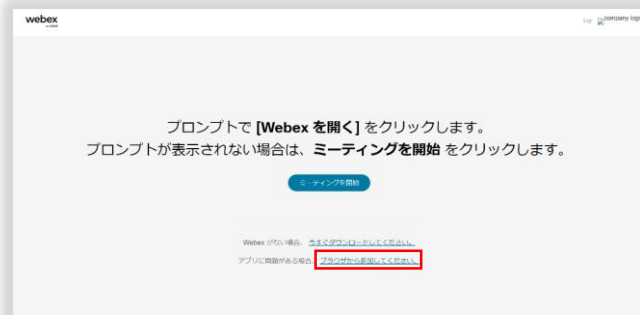 webex
For company logo
プロンプトで [Webex を開く] をクリックします。
プロンプトが表示されない場合は、ミーティングを開始 をクリックします。
ミーティングを開始
Webex がない場合、今すぐダウンロードしてください。
アプリに問題がある場合、ブラウザから参加してください。